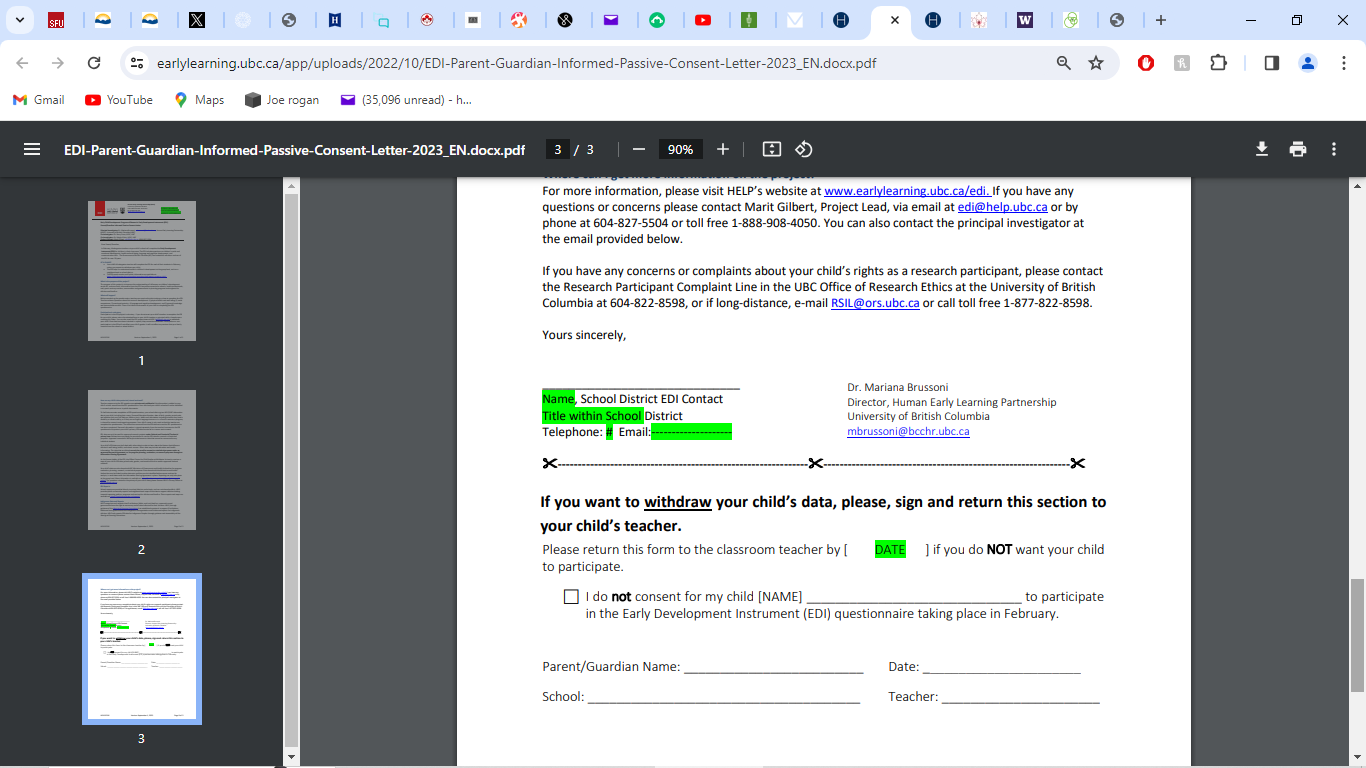 SFU
earlylearning.ubc.ca/app/uploads/2022/10/EDI-Parent-Guardian-Informed-Passive-Consent-Letter-2023_EN.docx.pdf
Gmail YouTube Maps Joe rogan (35,096 unread) - h...
EDI-Parent-Guardian-Informed-Passive-Consent-Letter-2023_EN.docx.pdf 3 / 3 90%
1
2
3
For more information, please visit HELP's website at www.earlylearning.ubc.ca/edi. If you have any
questions or concerns please contact Marit Gilbert, Project Lead, via email at edi@help.ubc.ca or by
phone at 604-827-5504 or toll free 1-888-908-4050. You can also contact the principal investigator at
the email provided below.
If you have any concerns or complaints about your child's rights as a research participant, please contact
the Research Participant Complaint Line in the UBC Office of Research Ethics at the University of British
Columbia at 604-822-8598, or if long-distance, e-mail RSIL@ors.ubc.ca or call toll free 1-877-822-8598.
Yours sincerely,
______________________________
Name, School District EDI Contact
Title within School District
Telephone: # Email:--------------------
Dr. Mariana Brussoni
Director, Human Early Learning Partnership
University of British Columbia
mbrussoni@bcchr.ubc.ca
If you want to withdraw your child's data, please, sign and return this section to
your child's teacher.
Please return this form to the classroom teacher by [ DATE ] if you do NOT want your child
to participate.
I do not consent for my child [NAME] ______________________________ to participate
in the Early Development Instrument (EDI) questionnaire taking place in February.
Parent/Guardian Name: _________________________ Date: ______________________
School: ______________________________________ Teacher: ______________________